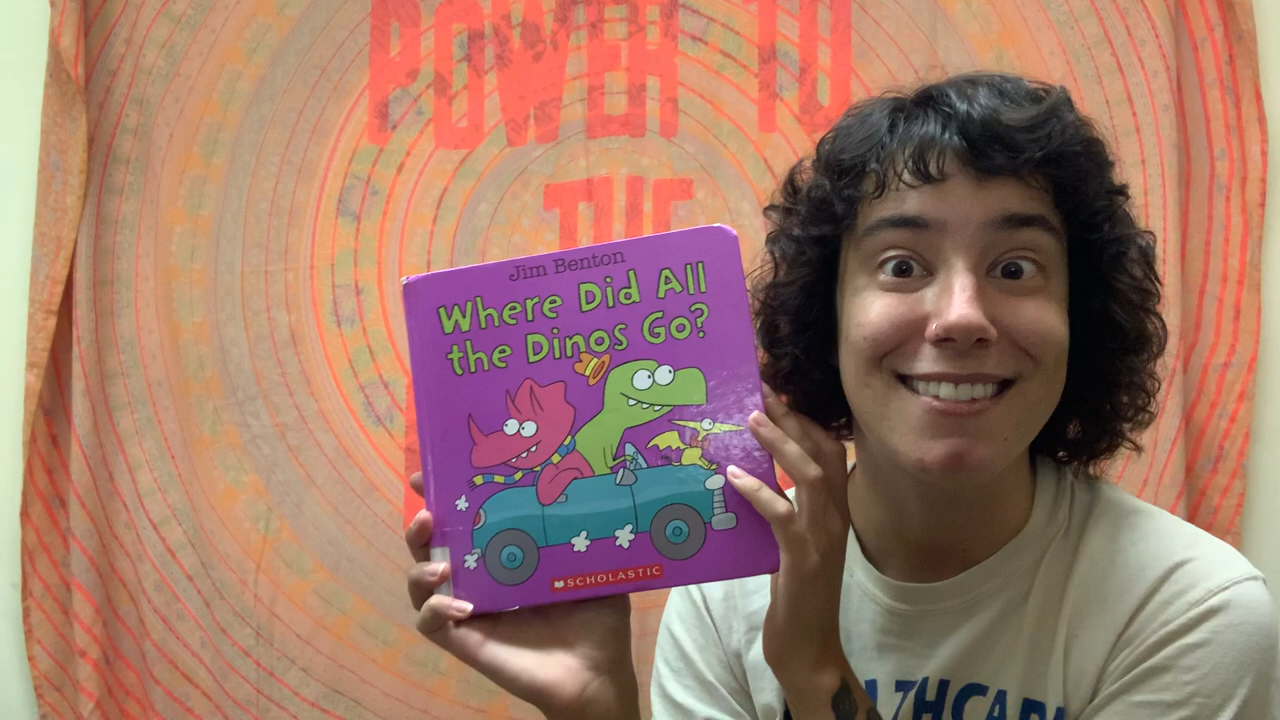 POWER TO
THE
Jim Benton
Where Did All
the Dinos Go?
SCHOLASTIC